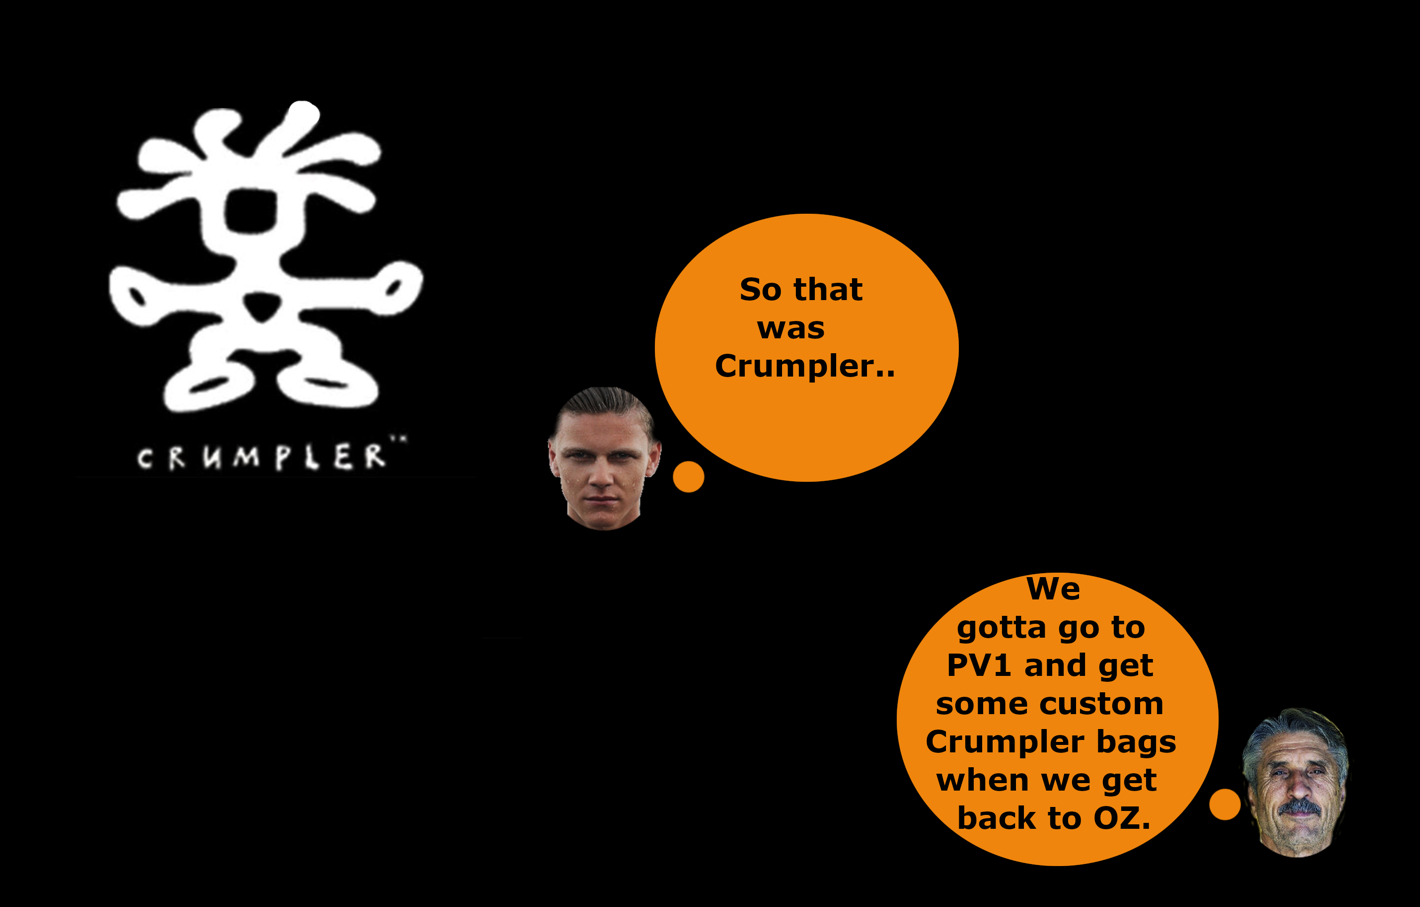 CRUMPLER™
So that
was
Crumpler..
We
gotta go to
PV1 and get
some custom
Crumpler bags
when we get
back to OZ.